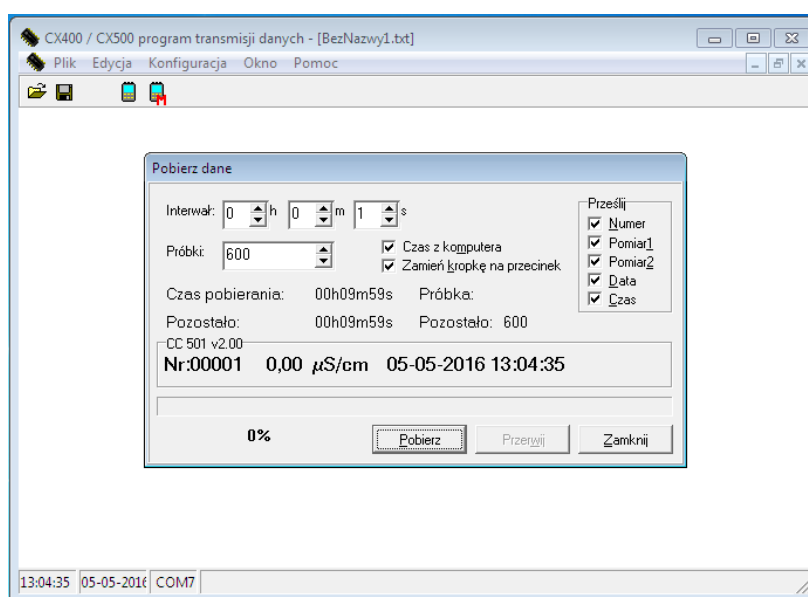 CX400 / CX500 program transmisji danych - [BezNazwy1.txt]
Plik Edycja Konfiguracja Okno Pomoc
Pobierz dane
Interwał: 0 h 0 m 1 s
Próbki: 600
Czas z komputera
Zamień kropkę na przecinek
Prześlij
Numer
Pomiar1
Pomiar2
Data
Czas
Czas pobierania: 00h09m59s Próbka:
Pozostało: 00h09m59s Pozostało: 600
CC 501 v2.00
Nr:00001 0,00 µS/cm 05-05-2016 13:04:35
0% Pobierz Przerwij Zamknij
13:04:35 05-05-2016 COM7